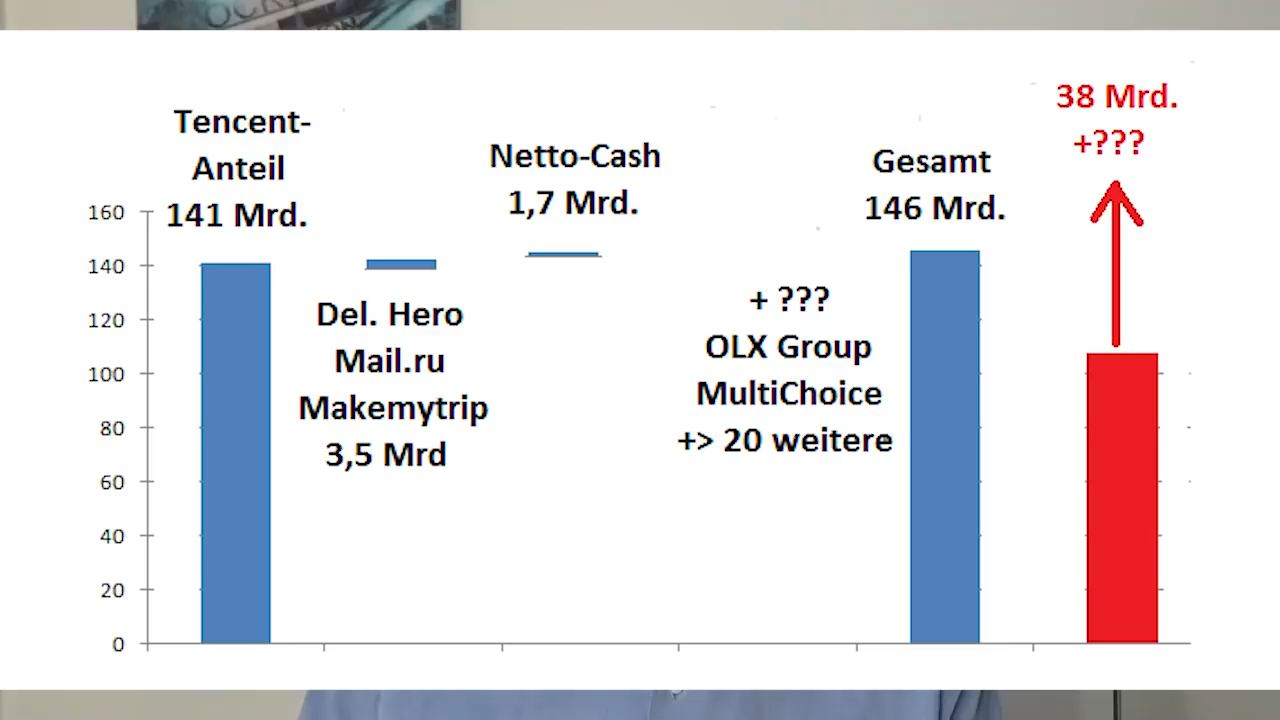 Tencent-
Anteil
141 Mrd.
Del. Hero
Mail.ru
Makemytrip
3,5 Mrd
Netto-Cash
1,7 Mrd.
+ ???
OLX Group
MultiChoice
+> 20 weitere
Gesamt
146 Mrd.
38 Mrd.
+???
160
140
120
100
80
60
40
20
0